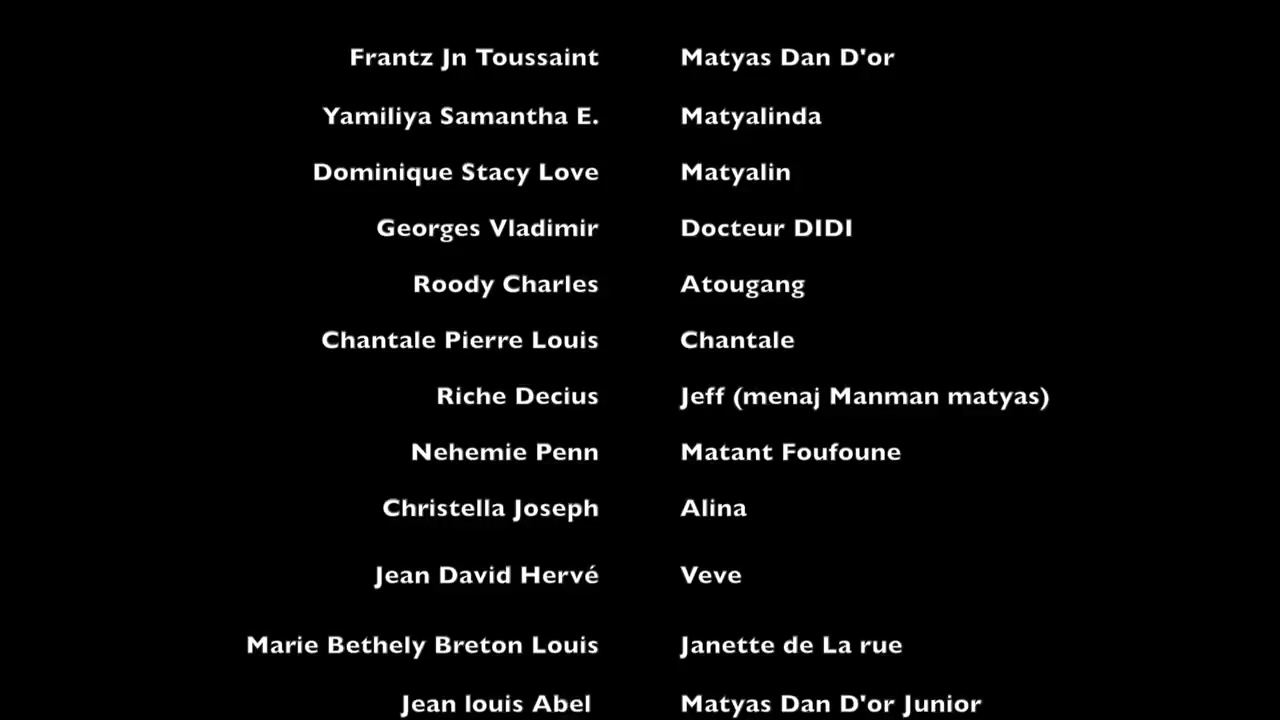 Frantz Jn Toussaint Matyas Dan D'or
Yamiliya Samantha E. Matyalinda
Dominique Stacy Love Matyalin
Georges Vladimir Docteur DIDI
Roody Charles Atougang
Chantale Pierre Louis Chantale
Riche Decius Jeff (menaj Manman matyas)
Nehemie Penn Matant Foufoune
Christella Joseph Alina
Jean David Hervé Veve
Marie Bethely Breton Louis Janette de La rue
Jean louis Abel Matyas Dan D'or Junior